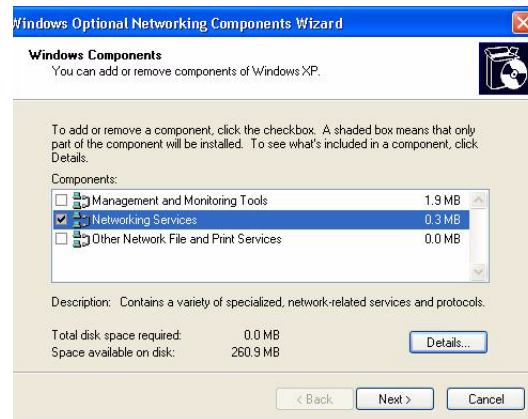 Windows Optional Networking Components Wizard
Windows Components
You can add or remove components of Windows XP.
To add or remove a component, click the checkbox. A shaded box means that only
part of the component will be installed. To see what's included in a component, click
Details.
Components:
Management and Monitoring Tools 1.9 MB
Networking Services 0.3 MB
Other Network File and Print Services 0.0 MB
Description: Contains a variety of specialized, network-related services and protocols.
Total disk space required: 0.0 MB
Space available on disk: 260.9 MB
Details...
< Back Next > Cancel